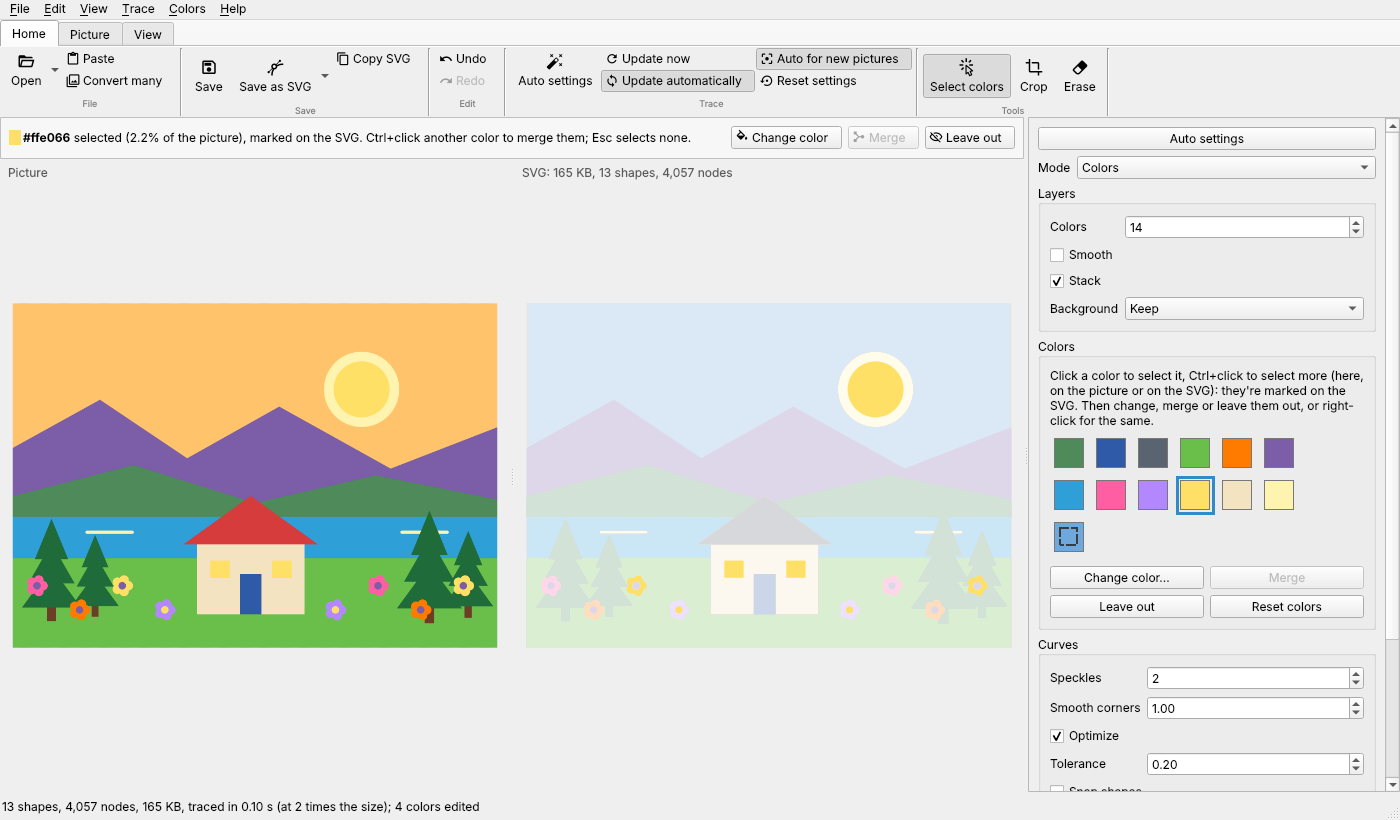 File Edit View Trace Colors Help
Home Picture View
Open
Paste
Convert many
File
Save
Save as SVG
Copy SVG
Save
Undo
Redo
Edit
Auto settings
Update now
Update automatically
Auto for new pictures
Reset settings
Trace
Select colors
Crop
Erase
Tools
#ffe066 selected (2.2% of the picture), marked on the SVG. Ctrl+click another color to merge them; Esc selects none.
Change color
Merge
Leave out
Picture
SVG: 165 KB, 13 shapes, 4,057 nodes
Auto settings
Mode Colors
Layers
Colors 14
Smooth
Stack
Background Keep
Colors
Click a color to select it, Ctrl+click to select more (here,
on the picture or on the SVG): they're marked on the
SVG. Then change, merge or leave them out, or right-
click for the same.
Change color...
Merge
Leave out
Reset colors
Curves
Speckles 2
Smooth corners 1.00
Optimize
Tolerance 0.20
13 shapes, 4,057 nodes, 165 KB, traced in 0.10 s (at 2 times the size); 4 colors edited